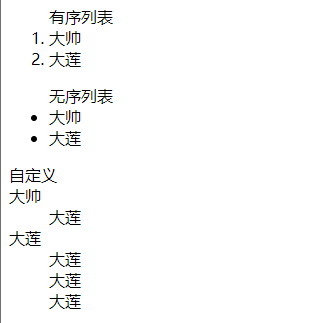 有序列表
1. 大帅
2. 大莲
无序列表
• 大帅
• 大莲
自定义
大帅
大莲
大莲
大莲
大莲
大莲